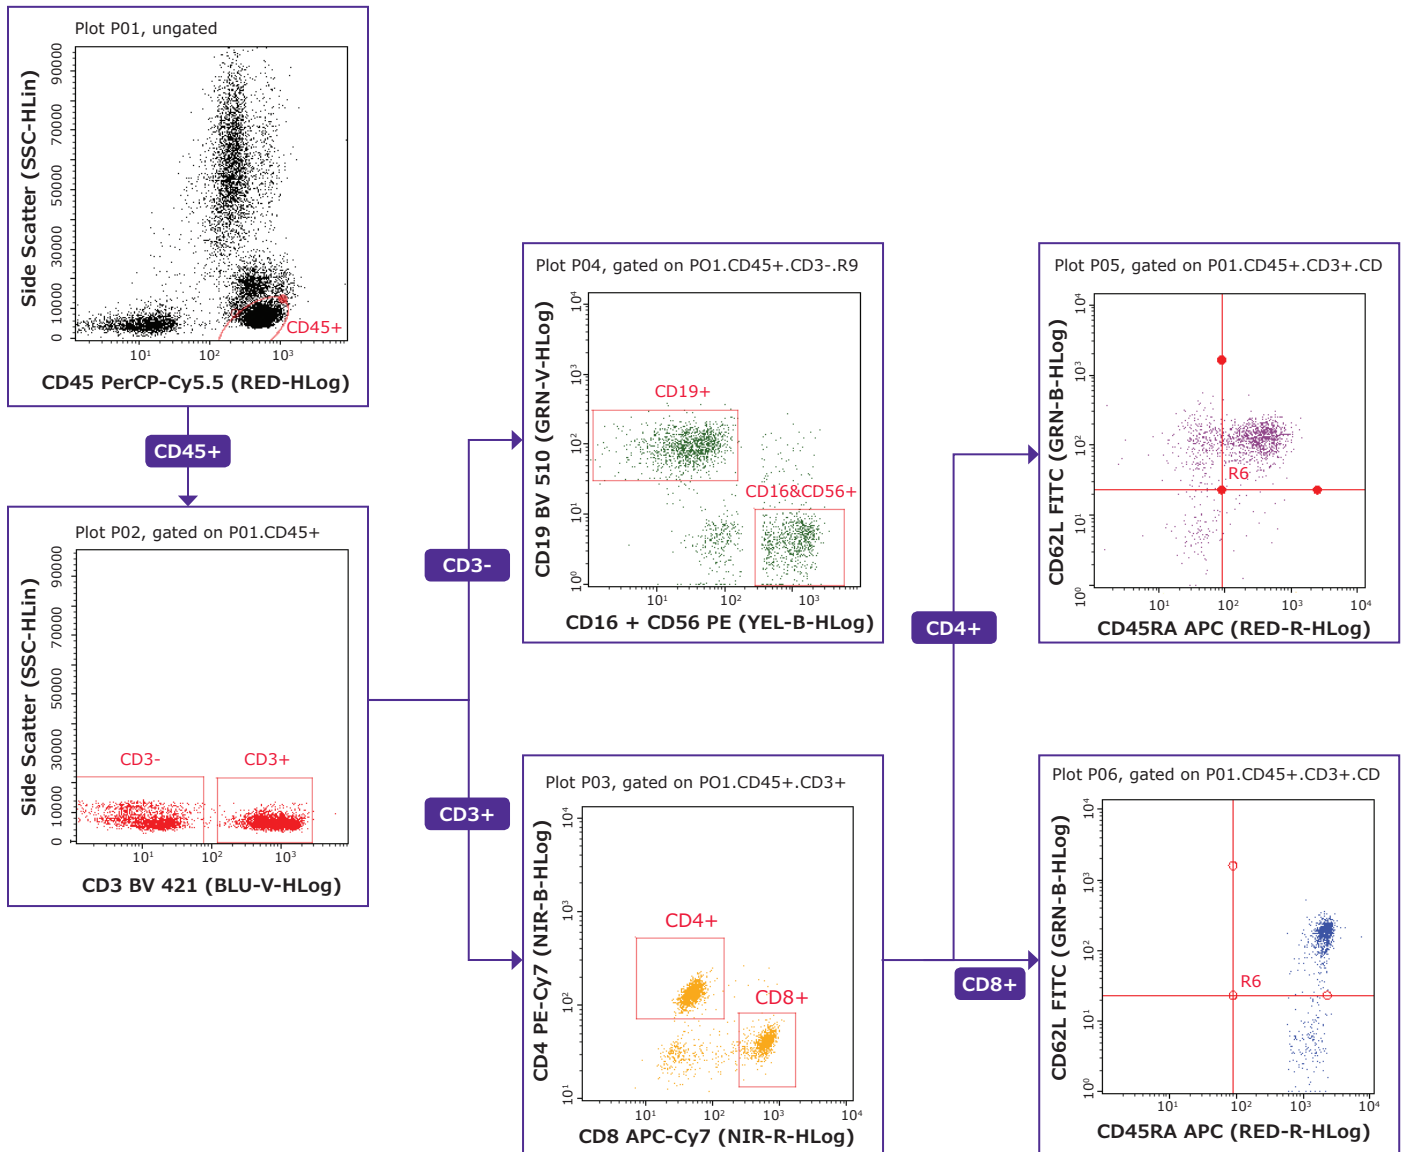 Plot P01, ungated
Side Scatter (SSC-HLin)
90000
70000
50000
30000
10000
0
CD45+
10¹ 10² 10³
CD45 PerCP-Cy5.5 (RED-HLog)
CD45+
Plot P02, gated on P01.CD45+
Side Scatter (SSC-HLin)
90000
70000
50000
30000
10000
0
CD3-
CD3+
10¹ 10² 10³
CD3 BV 421 (BLU-V-HLog)
CD3-
CD3+
Plot P04, gated on PO1.CD45+.CD3-.R9
CD19 BV 510 (GRN-V-HLog)
10⁴
10³
10²
10¹
10⁰
CD19+
CD16&CD56+
10¹ 10² 10³
CD16 + CD56 PE (YEL-B-HLog)
Plot P03, gated on PO1.CD45+.CD3+
CD4 PE-Cy7 (NIR-B-HLog)
10⁴
10³
10²
10¹
CD4+
CD8+
10¹ 10² 10³ 10⁴
CD8 APC-Cy7 (NIR-R-HLog)
CD4+
CD8+
Plot P05, gated on P01.CD45+.CD3+.CD
CD62L FITC (GRN-B-HLog)
10⁴
10³
10²
10¹
10⁰
R6
10¹ 10² 10³ 10⁴
CD45RA APC (RED-R-HLog)
Plot P06, gated on P01.CD45+.CD3+.CD
CD62L FITC (GRN-B-HLog)
10⁴
10³
10²
10¹
10⁰
R6
10¹ 10² 10³ 10⁴
CD45RA APC (RED-R-HLog)